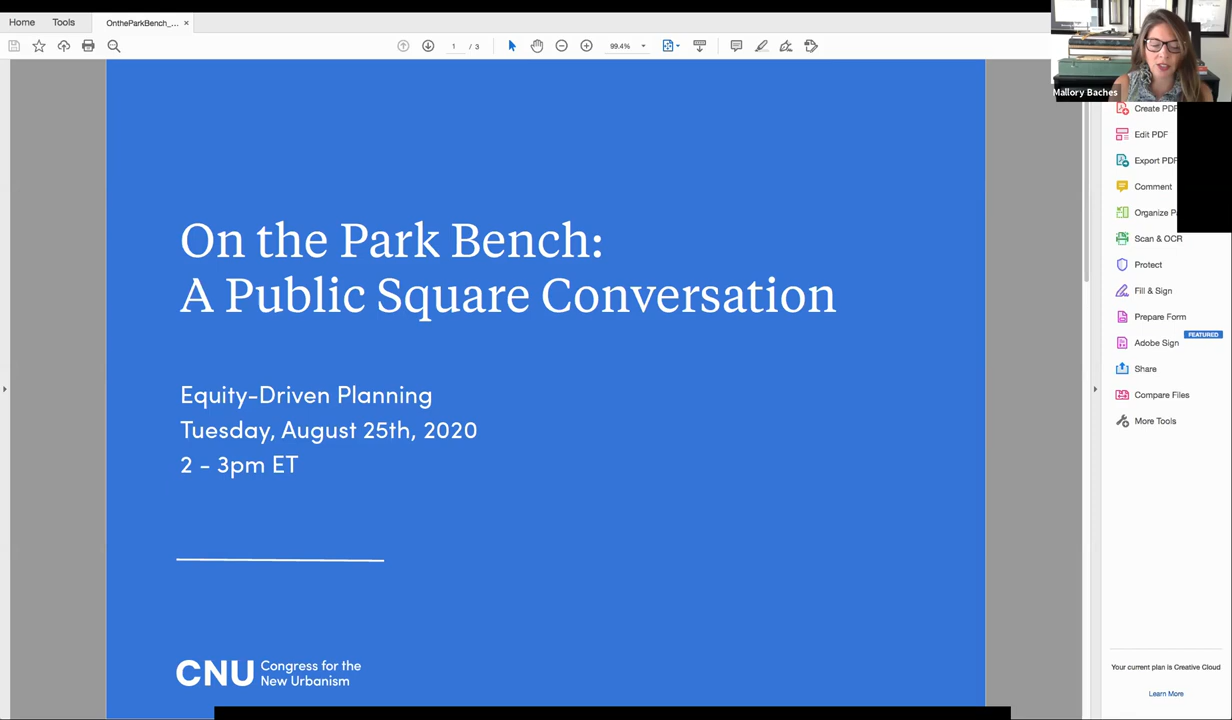 Home
Tools
OntheParkBench_...
1 / 3
99.4%
Mallory Baches
Create PDF
Edit PDF
Export PDF
Comment
Organize
Scan & OCR
Protect
Fill & Sign
Prepare Form
FEATURED
Adobe Sign
Share
Compare Files
More Tools
On the Park Bench:
A Public Square Conversation
Equity-Driven Planning
Tuesday, August 25th, 2020
2 – 3pm ET
CNU
Congress for the
New Urbanism
Your current plan is Creative Cloud
Learn More